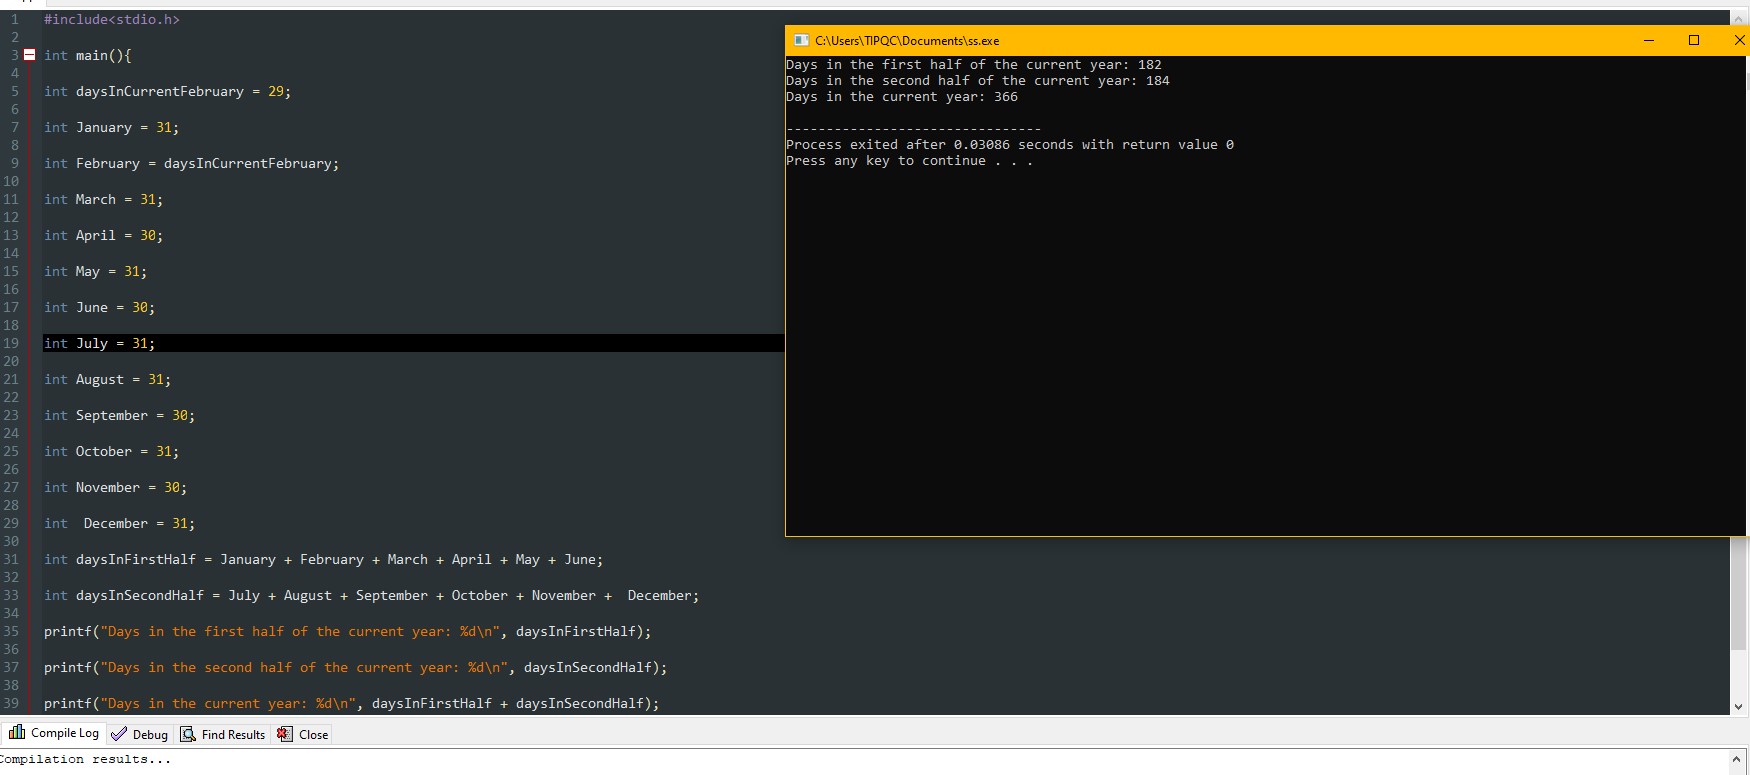 1 #include<stdio.h>
2
3 int main(){
4
5 int daysInCurrentFebruary = 29;
6
7 int January = 31;
8
9 int February = daysInCurrentFebruary;
10
11 int March = 31;
12
13 int April = 30;
14
15 int May = 31;
16
17 int June = 30;
18
19 int July = 31;
20
21 int August = 31;
22
23 int September = 30;
24
25 int October = 31;
26
27 int November = 30;
28
29 int  December = 31;
30
31 int daysInFirstHalf = January + February + March + April + May + June;
32
33 int daysInSecondHalf = July + August + September + October + November +  December;
34
35 printf("Days in the first half of the current year: %d\n", daysInFirstHalf);
36
37 printf("Days in the second half of the current year: %d\n", daysInSecondHalf);
38
39 printf("Days in the current year: %d\n", daysInFirstHalf + daysInSecondHalf);
C:\Users\TIPQC\Documents\ss.exe
Days in the first half of the current year: 182
Days in the second half of the current year: 184
Days in the current year: 366
--------------------------------
Process exited after 0.03086 seconds with return value 0
Press any key to continue . . .
Compile Log Debug Find Results Close
Compilation results...